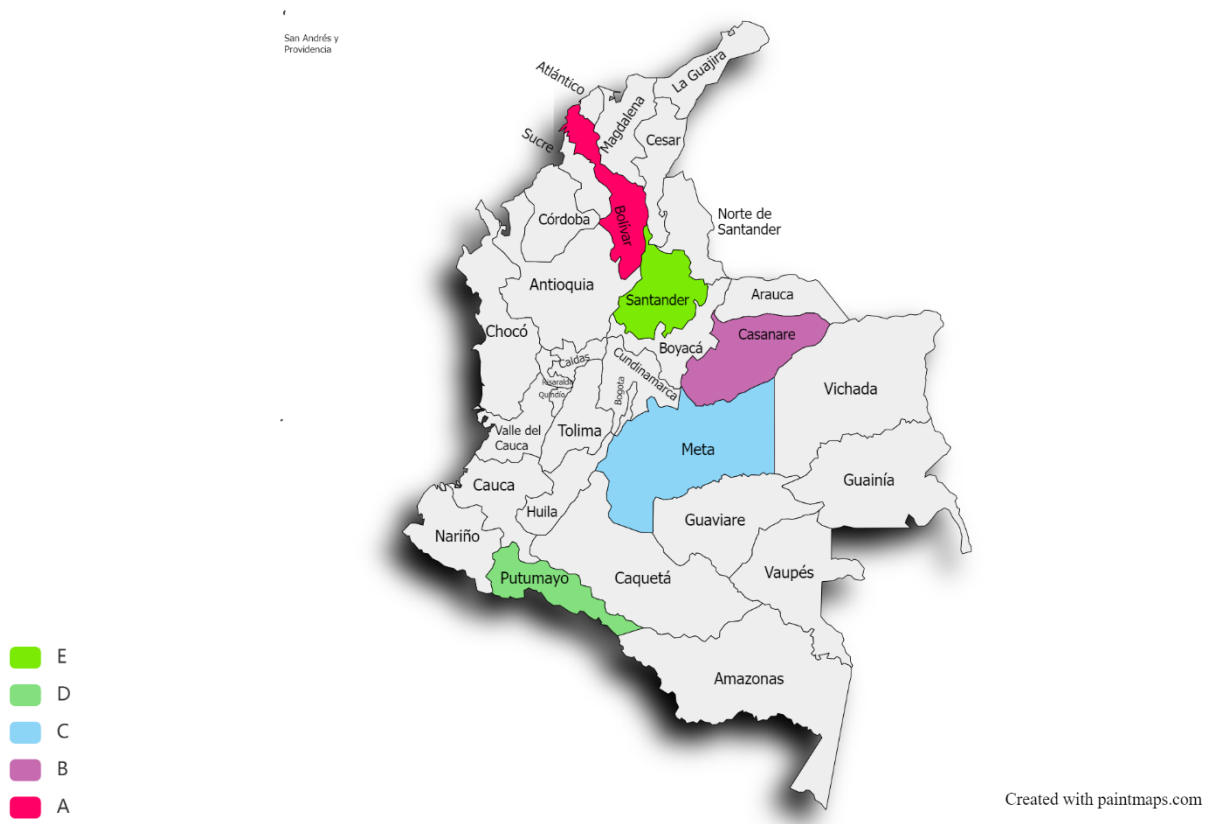 San Andrés y
Providencia
Atlántico
La Guajira
Magdalena
Sucre
Cesar
Bolívar
Córdoba
Norte de
Santander
Antioquia
Santander
Arauca
Chocó
Casanare
Boyacá
Caldas
Cundinamarca
Risaralda
Quindío
Bogota
Vichada
Valle del
Cauca
Tolima
Meta
Guainía
Cauca
Huila
Guaviare
Nariño
Putumayo
Caquetá
Vaupés
Amazonas
E
D
C
B
A
Created with paintmaps.com